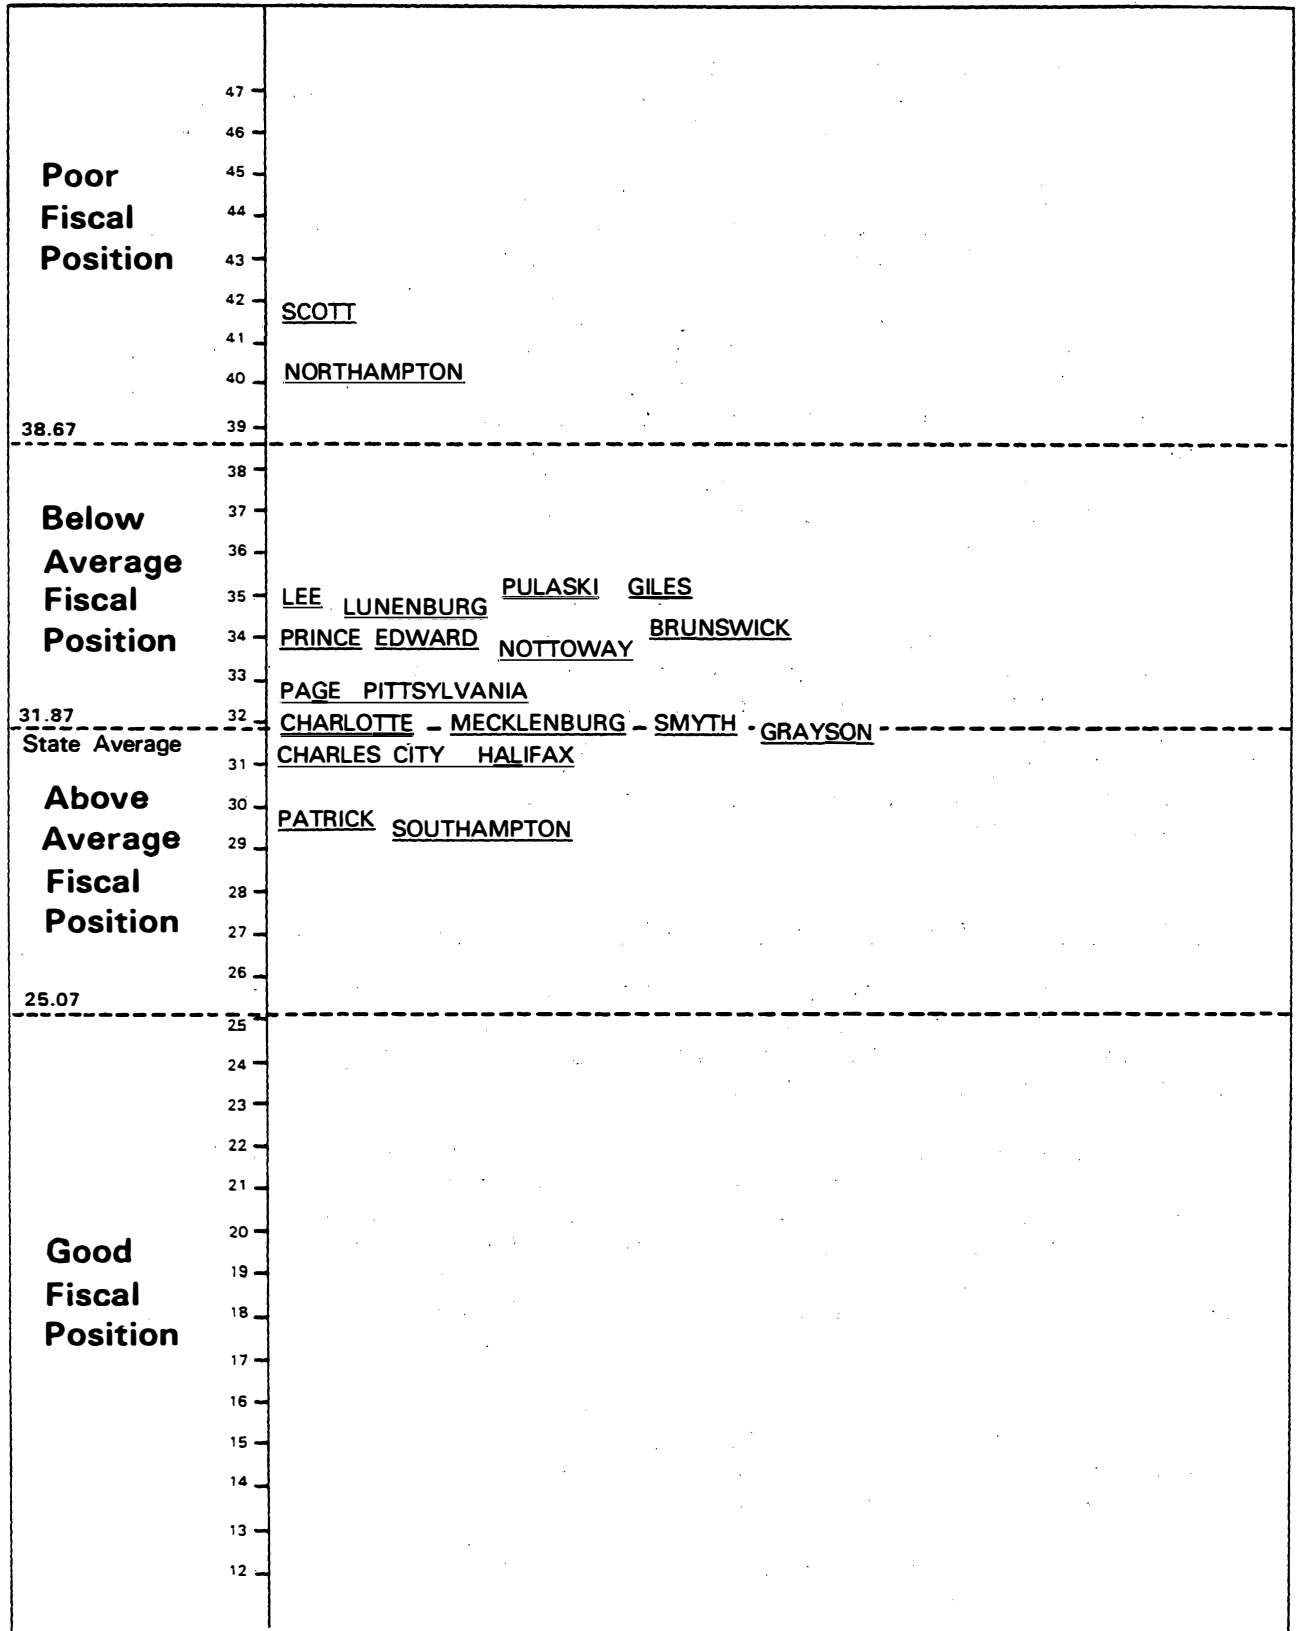 47
46
Poor 45
Fiscal 44
Position 43
42
SCOTT
41
NORTHAMPTON
40
38.67 39
38
Below 37
Average 36
Fiscal 35 LEE LUNENBURG PULASKI GILES
Position 34 PRINCE EDWARD NOTTOWAY BRUNSWICK
33
PAGE PITTSYLVANIA
31.87 32 CHARLOTTE MECKLENBURG SMYTH GRAYSON
State Average
31 CHARLES CITY HALIFAX
Above 30
Average 29 PATRICK SOUTHAMPTON
Fiscal 28
Position 27
26
25.07
25
24
23
22
21
20
Good 19
Fiscal 18
Position 17
16
15
14
13
12